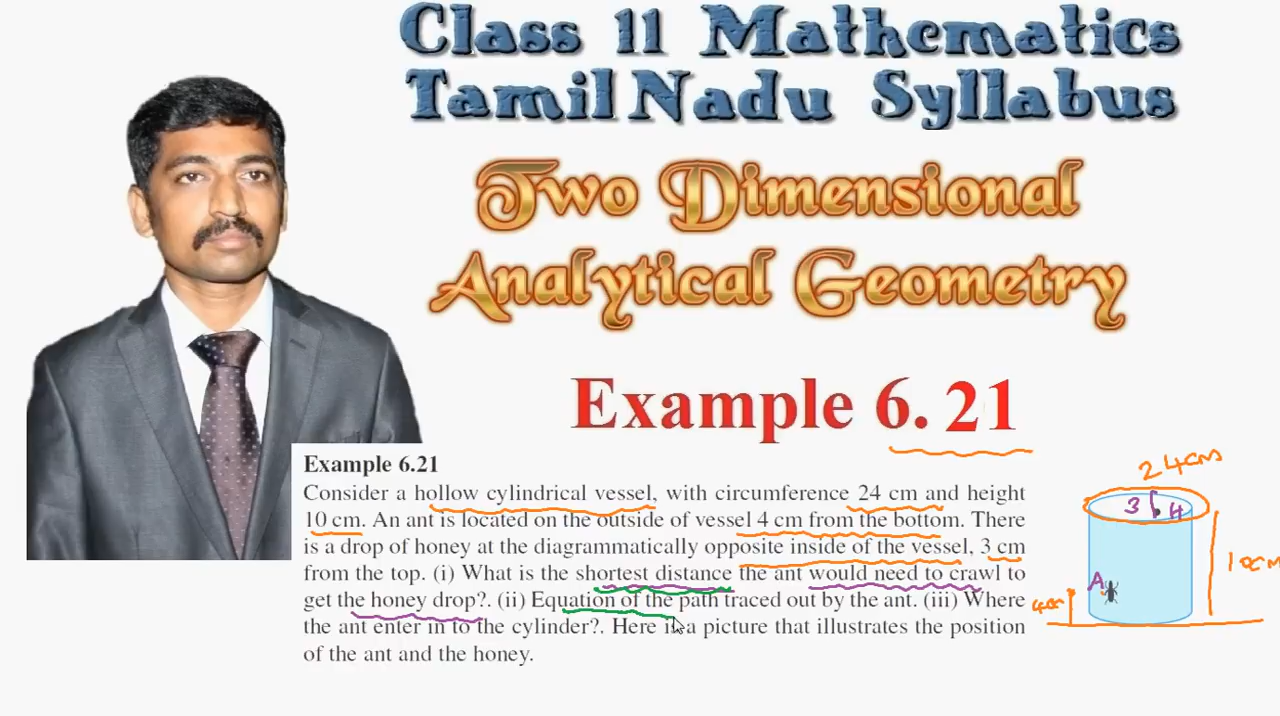 Class 11 Mathematics
Tamil Nadu Syllabus
Two Dimensional
Analytical Geometry
Example 6. 21
Example 6.21
Consider a hollow cylindrical vessel, with circumference 24 cm and height
10 cm. An ant is located on the outside of vessel 4 cm from the bottom. There
is a drop of honey at the diagrammatically opposite inside of the vessel, 3 cm
from the top. (i) What is the shortest distance the ant would need to crawl to
get the honey drop?. (ii) Equation of the path traced out by the ant. (iii) Where
the ant enter in to the cylinder?. Here is a picture that illustrates the position
of the ant and the honey.
24cm
3 H
10cm
A
4cm